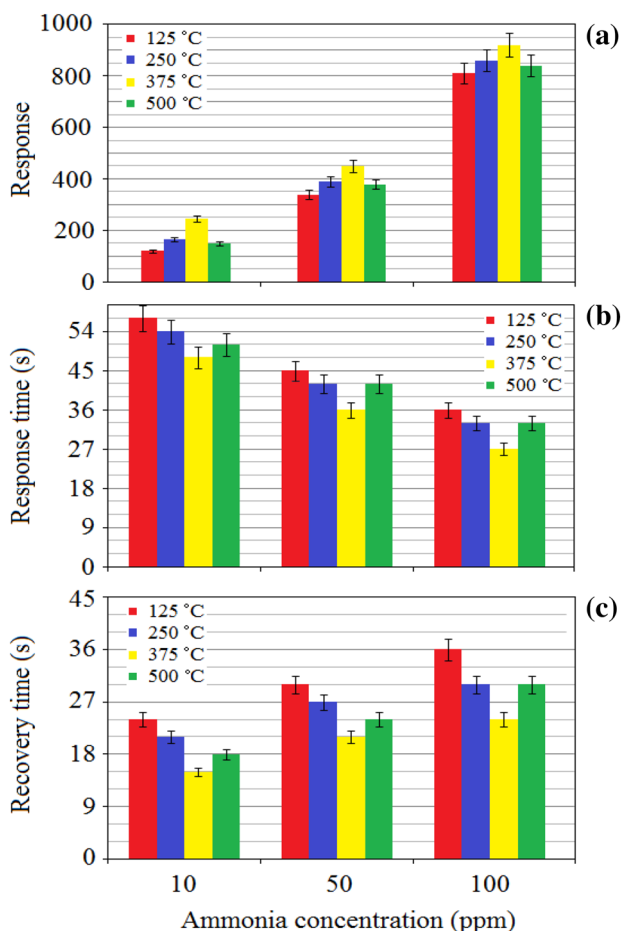 (a)
125 °C
250 °C
375 °C
500 °C
Response
1000
800
600
400
200
0
(b)
125 °C
250 °C
375 °C
500 °C
Response time (s)
54
45
36
27
18
9
0
(c)
125 °C
250 °C
375 °C
500 °C
Recovery time (s)
45
36
27
18
9
0
10 50 100
Ammonia concentration (ppm)